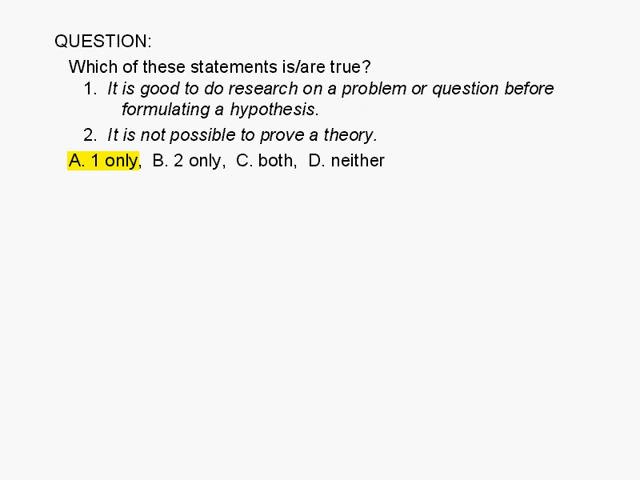 QUESTION:
Which of these statements is/are true?
1. It is good to do research on a problem or question before
formulating a hypothesis.
2. It is not possible to prove a theory.
A. 1 only, B. 2 only, C. both, D. neither